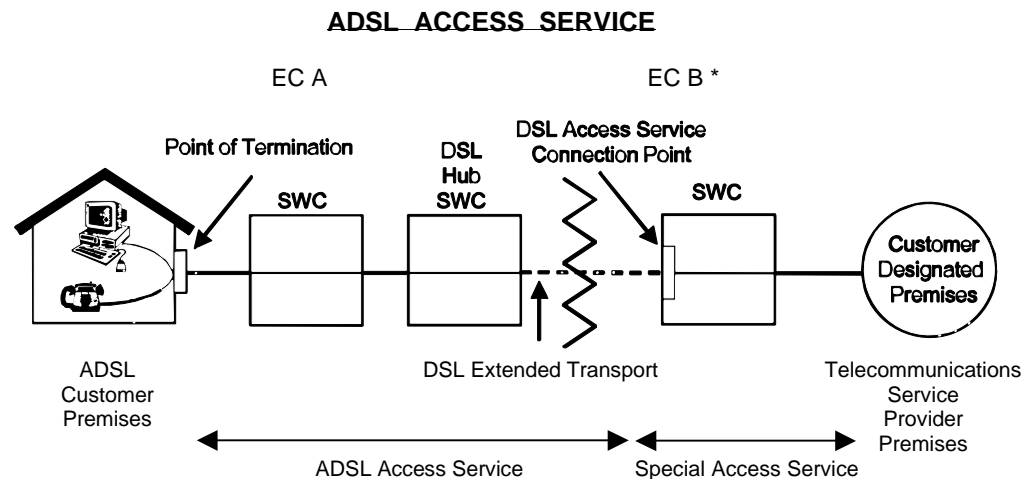 ADSL ACCESS SERVICE
EC A
EC B *
Point of Termination
DSL
Hub
SWC
DSL Access Service
Connection Point
SWC
SWC
Customer
Designated
Premises
ADSL
Customer
Premises
DSL Extended Transport
Telecommunications
Service
Provider
Premises
ADSL Access Service
Special Access Service